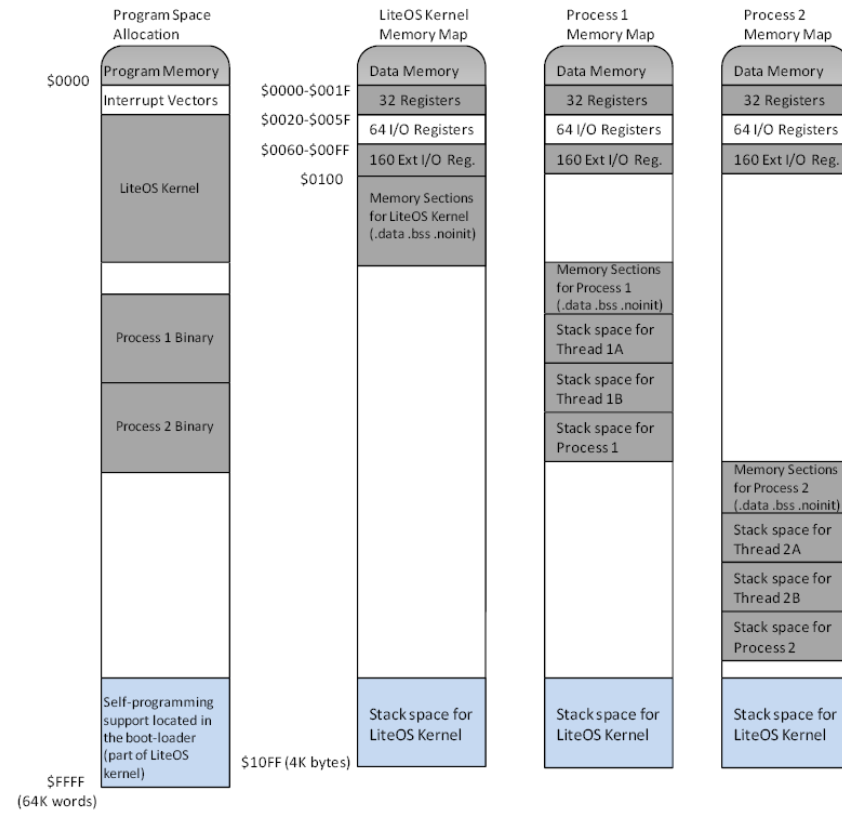 Program Space
Allocation
Program Memory
$0000
Interrupt Vectors
LiteOS Kernel
Process 1 Binary
Process 2 Binary
Self-programming
support located in
the boot-loader
(part of LiteOS
kernel)
$FFFF
(64K words)
LiteOS Kernel
Memory Map
Data Memory
$0000-$001F
32 Registers
$0020-$005F
64 I/O Registers
$0060-$00FF
160 Ext I/O Reg.
$0100
Memory Sections
for LiteOS Kernel
(.data .bss .noinit)
Stack space for
LiteOS Kernel
$10FF (4K bytes)
Process 1
Memory Map
Data Memory
32 Registers
64 I/O Registers
160 Ext I/O Reg.
Memory Sections
for Process 1
(.data .bss .noinit)
Stack space for
Thread 1A
Stack space for
Thread 1B
Stack space for
Process 1
Stack space for
LiteOS Kernel
Process 2
Memory Map
Data Memory
32 Registers
64 I/O Registers
160 Ext I/O Reg.
Memory Sections
for Process 2
(.data .bss .noinit)
Stack space for
Thread 2A
Stack space for
Thread 2B
Stack space for
Process 2
Stack space for
LiteOS Kernel